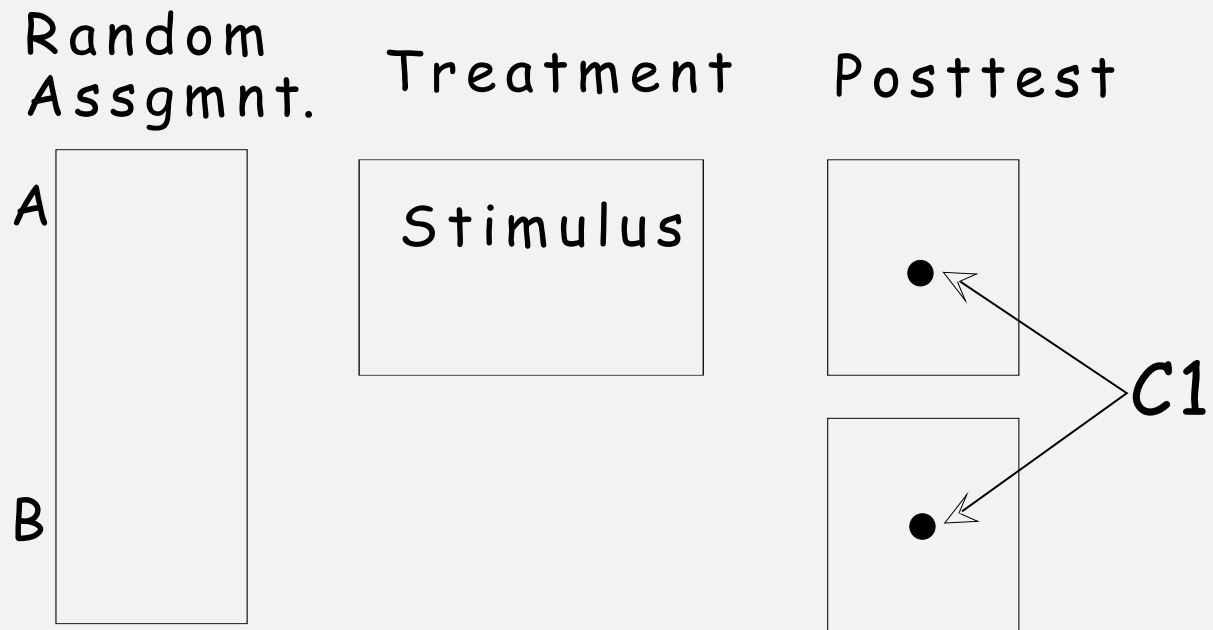 Random
Assgmnt.
Treatment
Posttest
A
Stimulus
C1
B